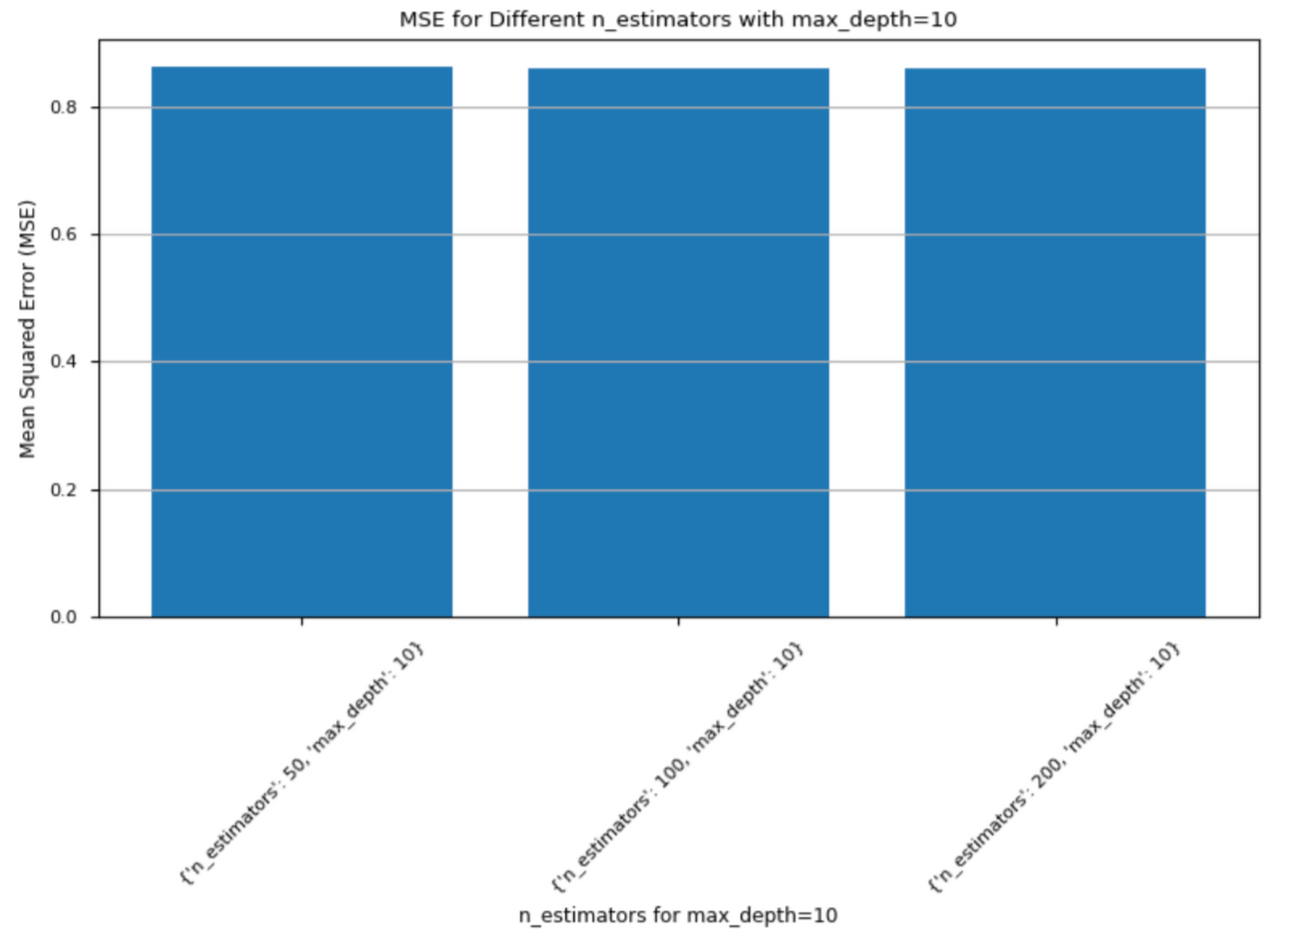 MSE for Different n_estimators with max_depth=10
Mean Squared Error (MSE)
0.8
0.6
0.4
0.2
0.0
{'n_estimators': 50, 'max_depth': 10}
{'n_estimators': 100, 'max_depth': 10}
{'n_estimators': 200, 'max_depth': 10}
n_estimators for max_depth=10